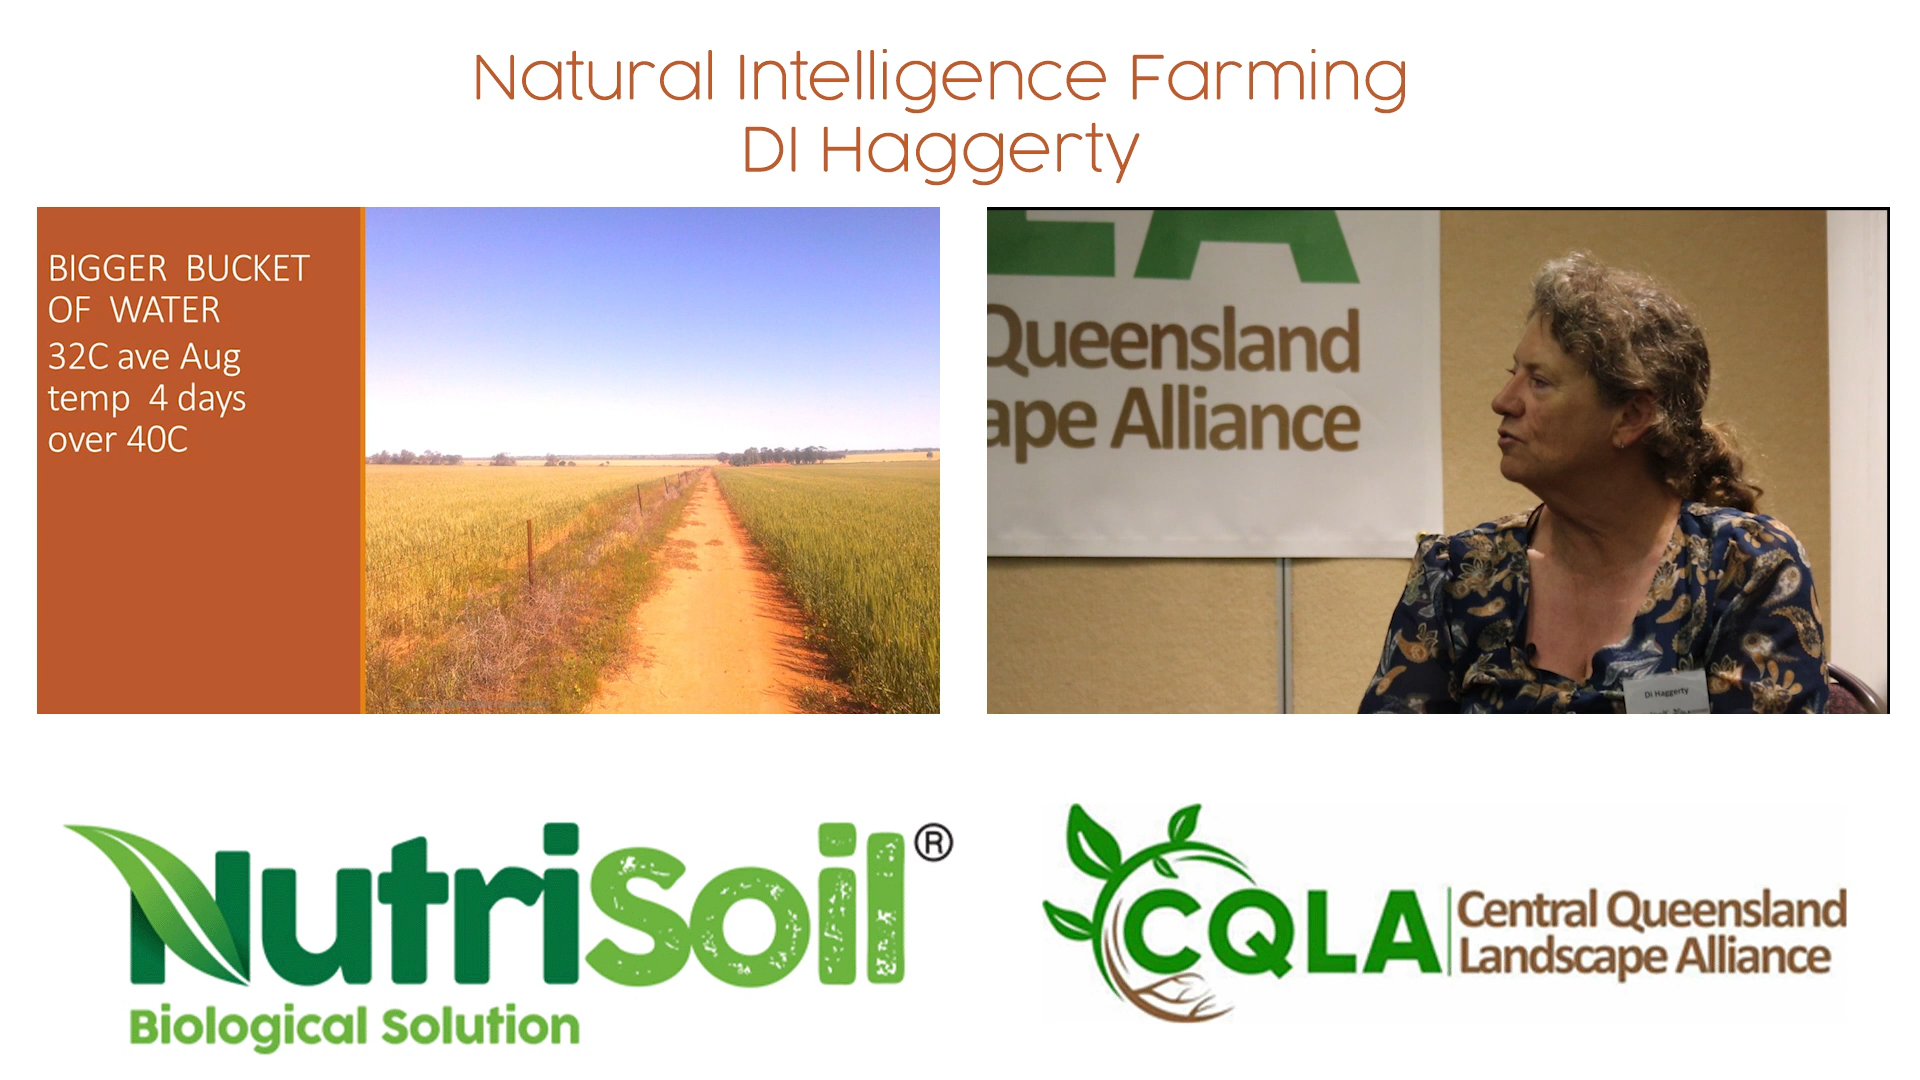 Natural Intelligence Farming
DI Haggerty
BIGGER BUCKET
OF WATER
32C ave Aug
temp 4 days
over 40C
LA
Queensland
ape Alliance
Di Haggerty
NutriSoil®
Biological Solution
CQLA
Central Queensland
Landscape Alliance